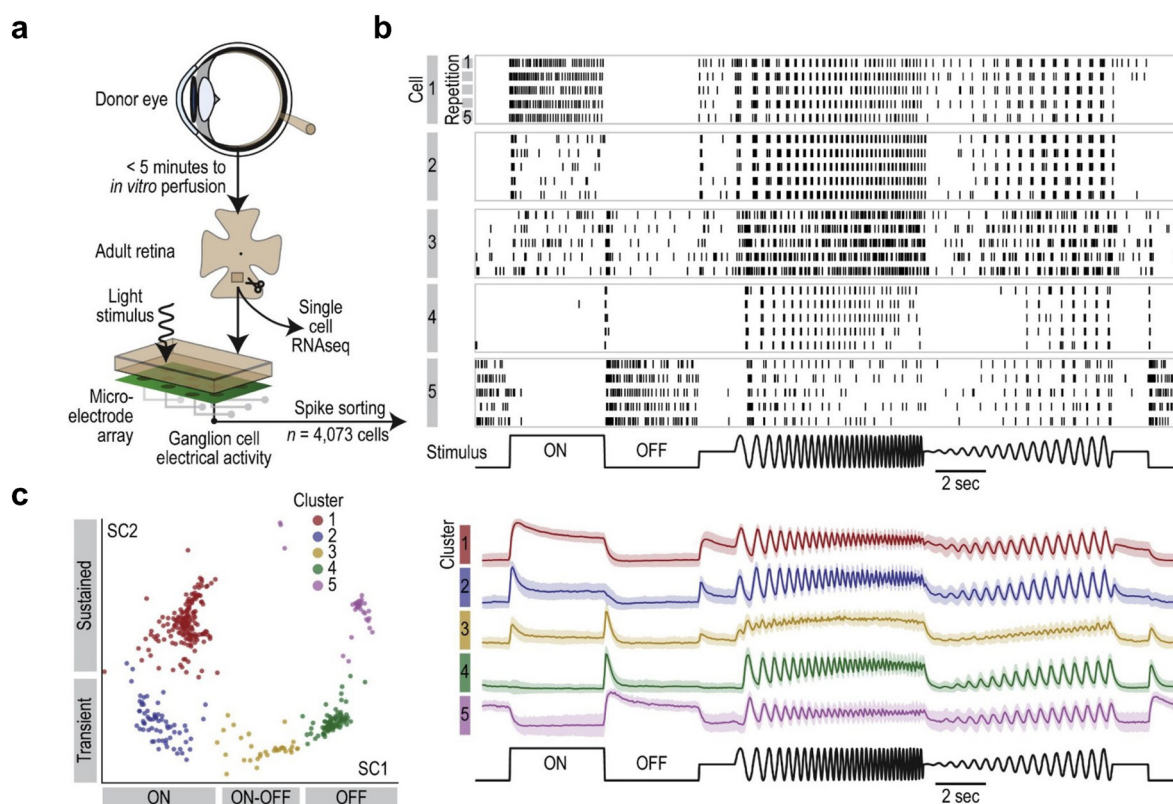 a
Donor eye
< 5 minutes to
in vitro perfusion
Adult retina
Light
stimulus
Single
cell
RNAseq
Micro-
electrode
array
Spike sorting
n = 4,073 cells
Ganglion cell
electrical activity
b
Cell
Repetition
1
5
1
2
3
4
5
Stimulus
ON
OFF
2 sec
c
SC2
Cluster
1
2
3
4
5
Sustained
Transient
SC1
ON
ON-OFF
OFF
Cluster
1
2
3
4
5
ON
OFF
2 sec